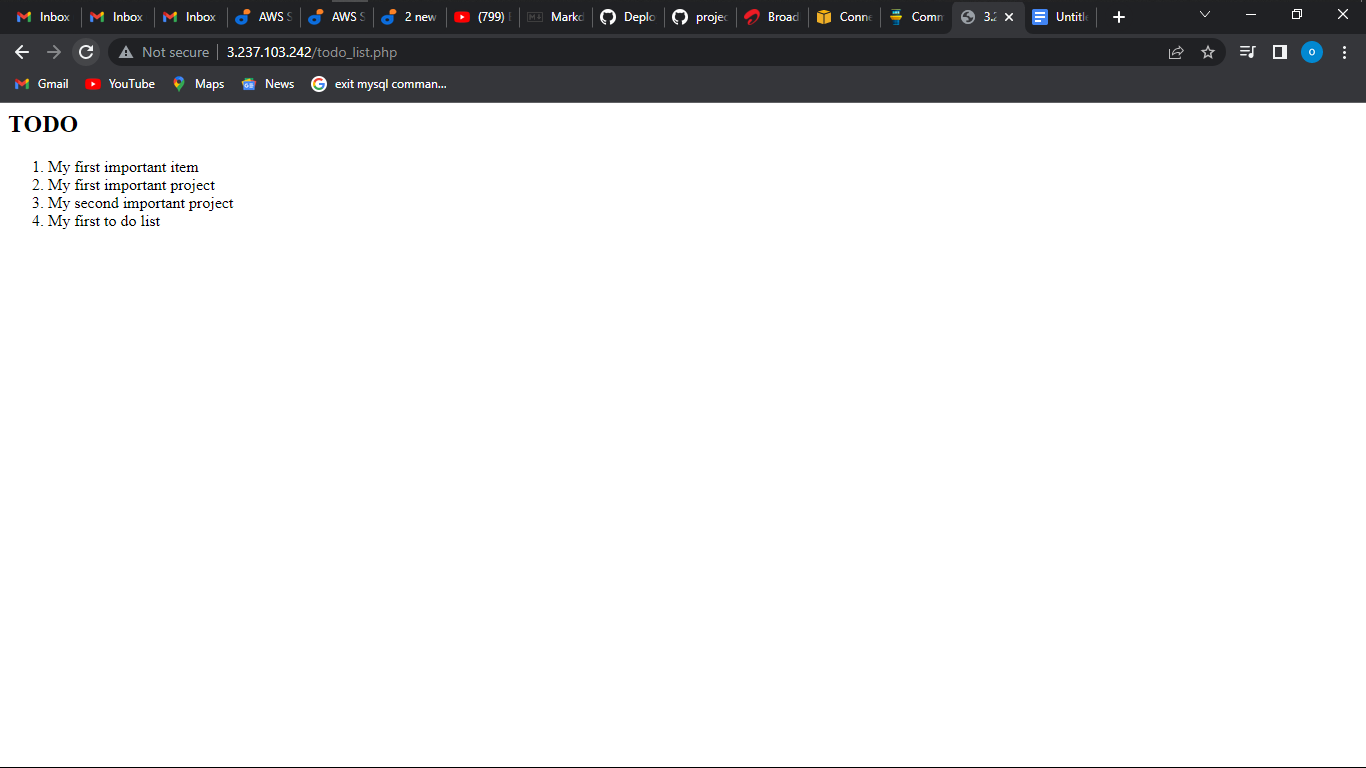 Inbox
Inbox
Inbox
AWS S
AWS S
2 new
(799)
Markd
Deplo
projec
Broad
Conne
Comm
3.2
Untitl
Not secure
3.237.103.242/todo_list.php
Gmail
YouTube
Maps
News
exit mysql comman...
TODO
1. My first important item
2. My first important project
3. My second important project
4. My first to do list